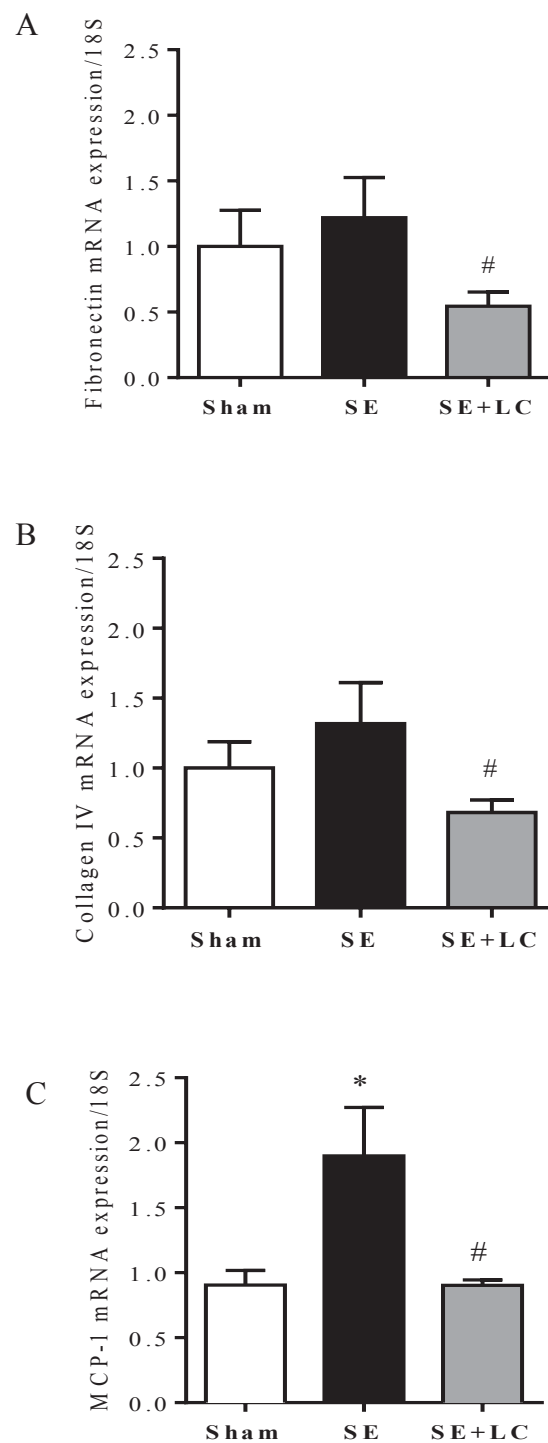 A
Fibronectin mRNA expression/18S
2.5
2.0
1.5
1.0
0.5
0.0
#
Sham SE SE+LC
B
Collagen IV mRNA expression/18S
2.5
2.0
1.5
1.0
0.5
0.0
#
Sham SE SE+LC
C
MCP-1 mRNA expression/18S
2.5
2.0
1.5
1.0
0.5
0.0
*
#
Sham SE SE+LC